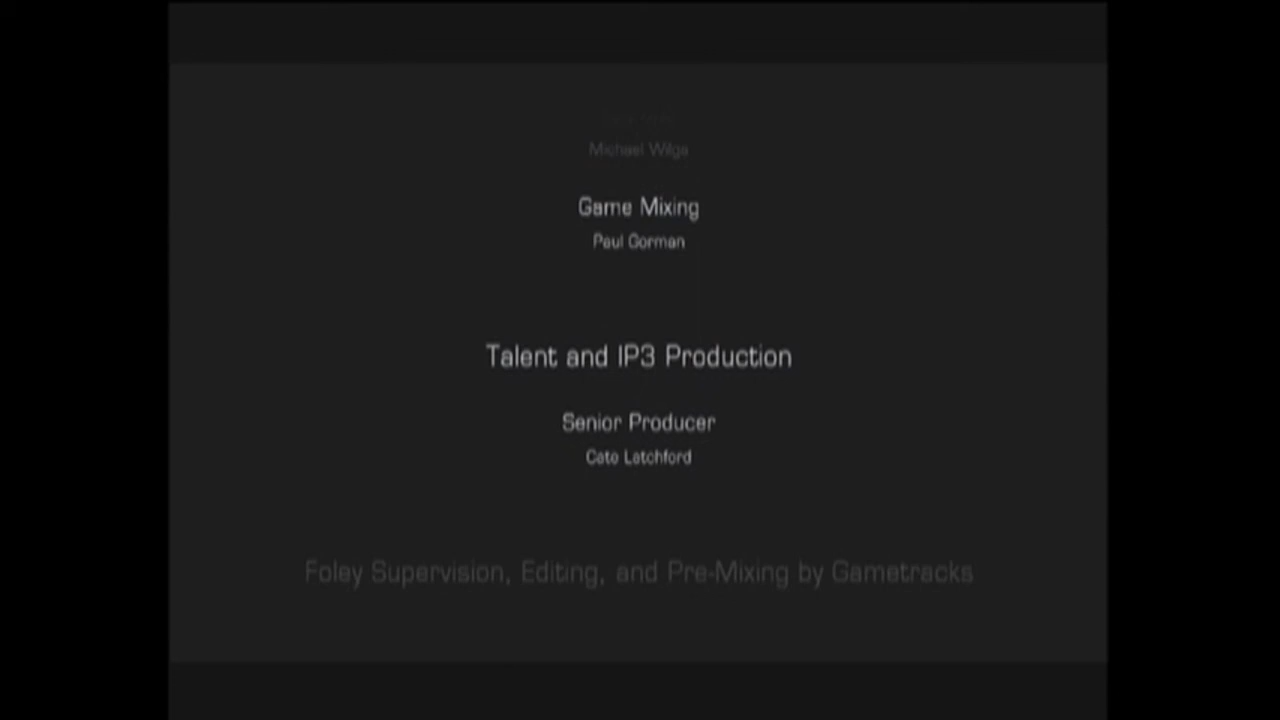 Michael Wilga
Game Mixing
Paul Gorman
Talent and IP3 Production
Senior Producer
Cate Latchford
Foley Supervision, Editing, and Pre-Mixing by Gametracks